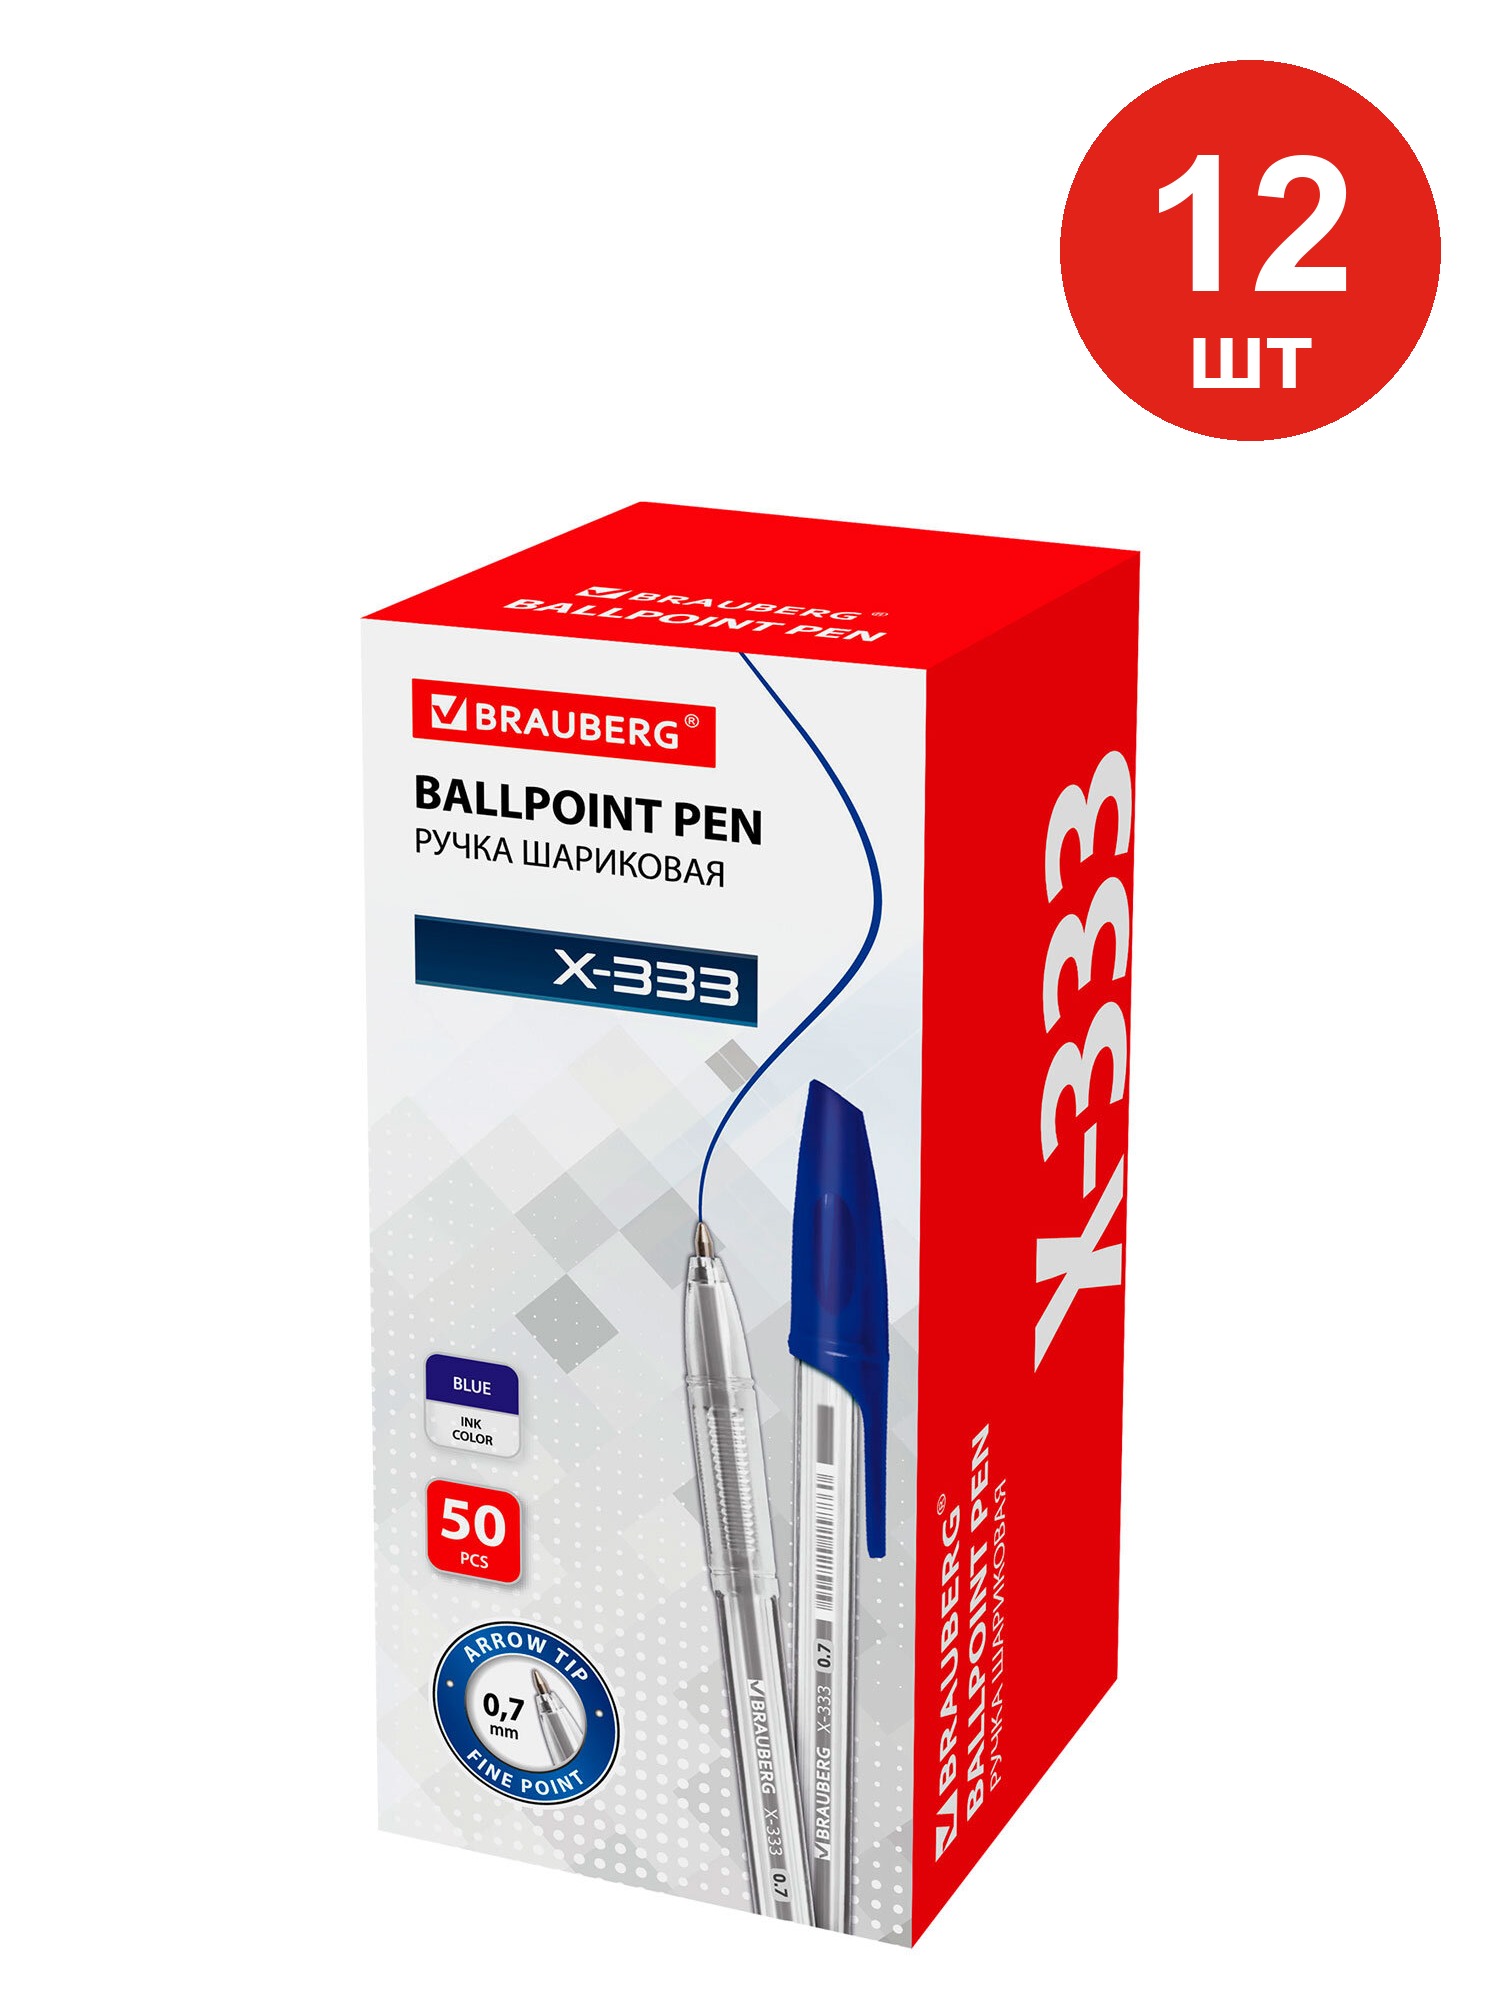 12
шт
BRAUBERG ®
BALLPOINT PEN
BRAUBERG®
BALLPOINT PEN
РУЧКА ШАРИКОВАЯ
X-333
BLUE
INK
COLOR
50
PCS
ARROW TIP
0,7
mm
FINE POINT
BRAUBERG X-333 0.7
BRAUBERG X-333 0.7
X-333
BRAUBERG®
BALLPOINT PEN
РУЧКА ШАРИКОВАЯ